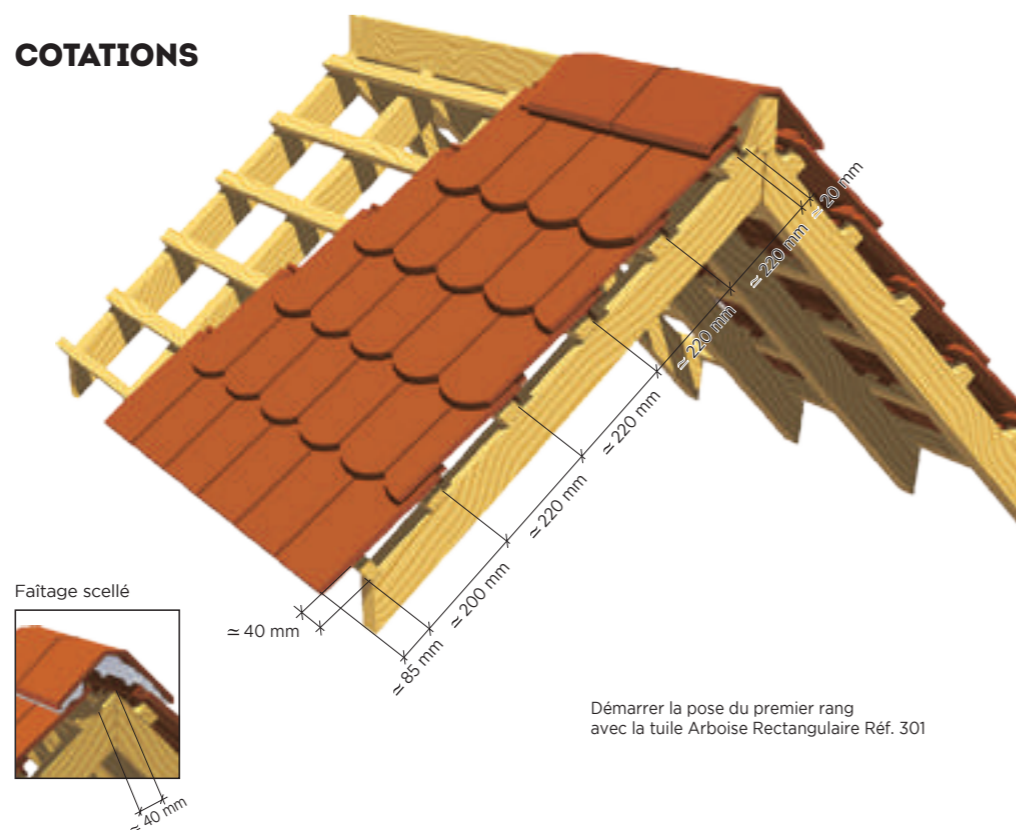 COTATIONS
≃ 20 mm
≃ 220 mm
≃ 220 mm
≃ 220 mm
≃ 220 mm
≃ 200 mm
≃ 85 mm
≃ 40 mm
Faîtage scellé
≃ 40 mm
Démarrer la pose du premier rang
avec la tuile Arboise Rectangulaire Réf. 301